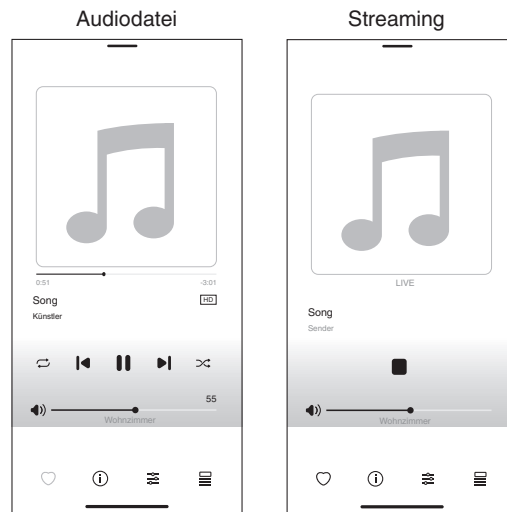 Audiodatei
0:51 -3:01
Song HD
Künstler
55
Wohnzimmer
Streaming
LIVE
Song
Sender
Wohnzimmer